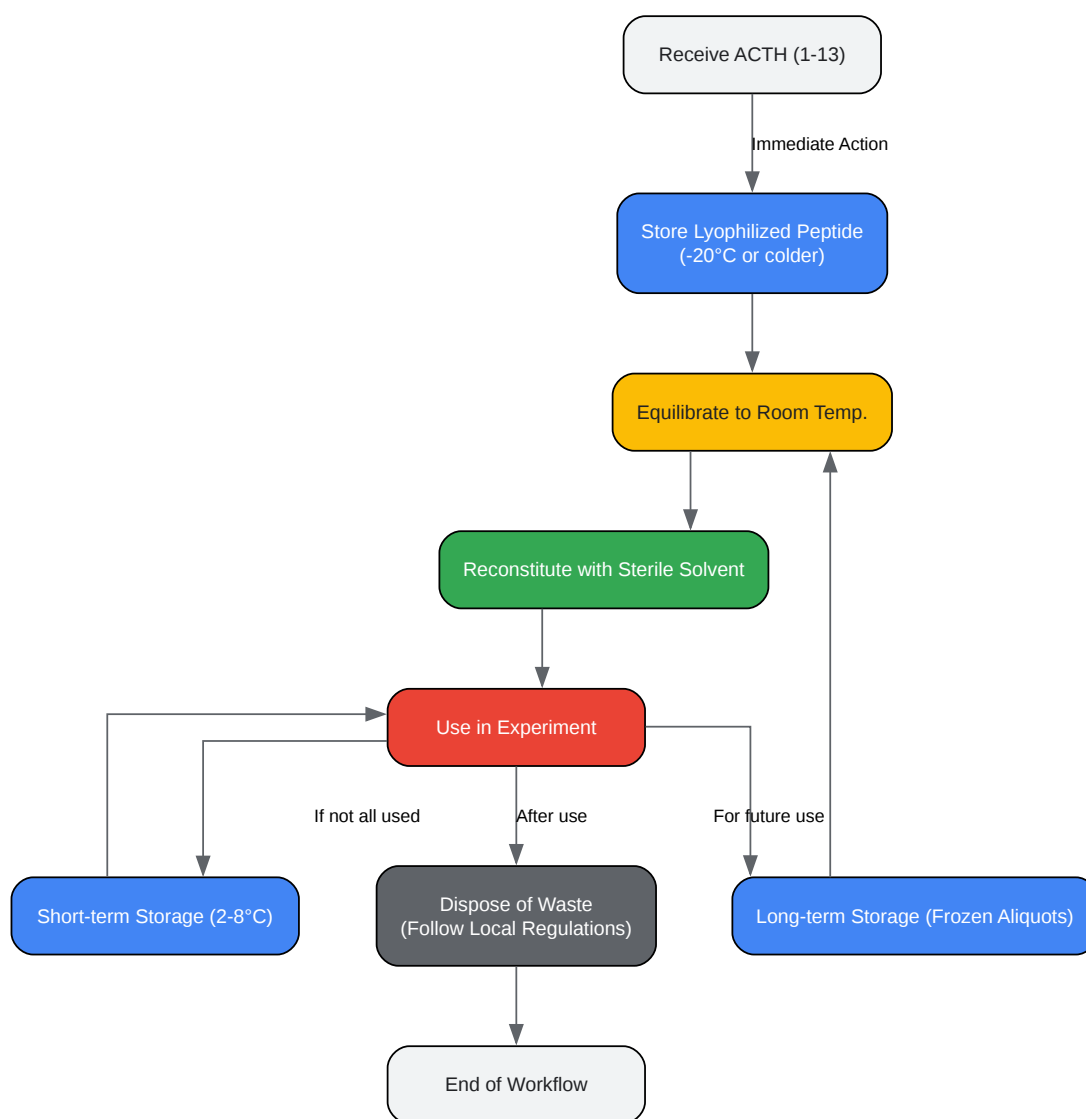 Receive ACTH (1-13)
Immediate Action
Store Lyophilized Peptide
(-20°C or colder)
Equilibrate to Room Temp.
Reconstitute with Sterile Solvent
Use in Experiment
If not all used
After use
For future use
Short-term Storage (2-8°C)
Dispose of Waste
(Follow Local Regulations)
Long-term Storage (Frozen Aliquots)
End of Workflow